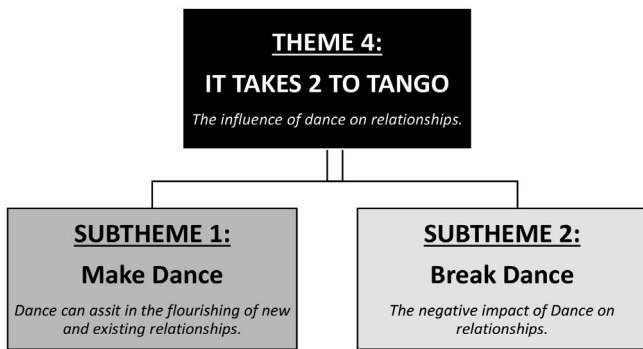 THEME 4:
IT TAKES 2 TO TANGO
The influence of dance on relationships.
SUBTHEME 1:
Make Dance
Dance can assit in the flourishing of new
and existing relationships.
SUBTHEME 2:
Break Dance
The negative impact of Dance on
relationships.